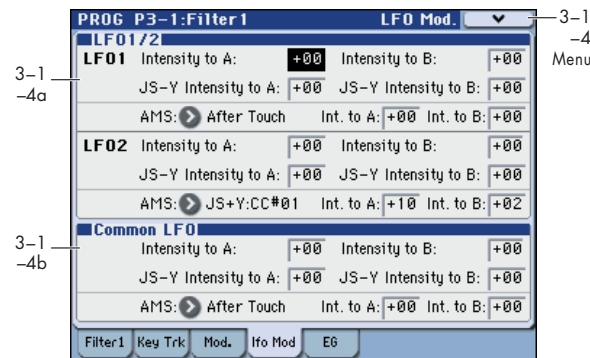 PROG P3-1:Filter1 LFO Mod.
3-1
-4
Menu
LFO1/2
LFO1 Intensity to A: +00 Intensity to B: +00
3-1
-4a
JS-Y Intensity to A: +00 JS-Y Intensity to B: +00
AMS: After Touch Int. to A: +00 Int. to B: +00
LFO2 Intensity to A: +00 Intensity to B: +00
JS-Y Intensity to A: +00 JS-Y Intensity to B: +00
AMS: JS+Y:CC#01 Int. to A: +10 Int. to B: +02
Common LFO
3-1
-4b
Intensity to A: +00 Intensity to B: +00
JS-Y Intensity to A: +00 JS-Y Intensity to B: +00
AMS: After Touch Int. to A: +00 Int. to B: +00
Filter1 Key Trk Mod. lfo Mod EG